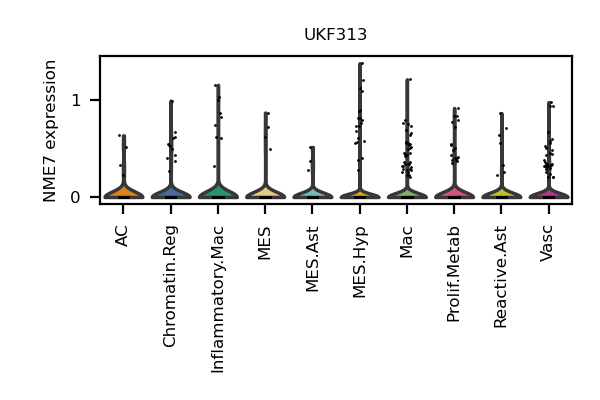 UKF313
NME7 expression
1
0
AC
Chromatin.Reg
Inflammatory.Mac
MES
MES.Ast
MES.Hyp
Mac
Prolif.Metab
Reactive.Ast
Vasc